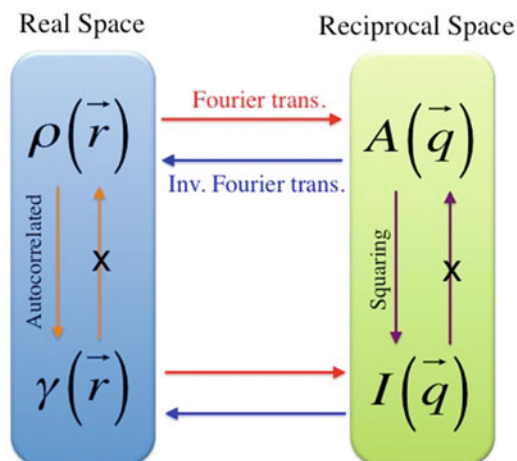 Real Space
Reciprocal Space
Fourier trans.
ρ(r⃗)
A(q⃗)
Inv. Fourier trans.
Autocorrelated
X
Squaring
X
γ(r⃗)
I(q⃗)